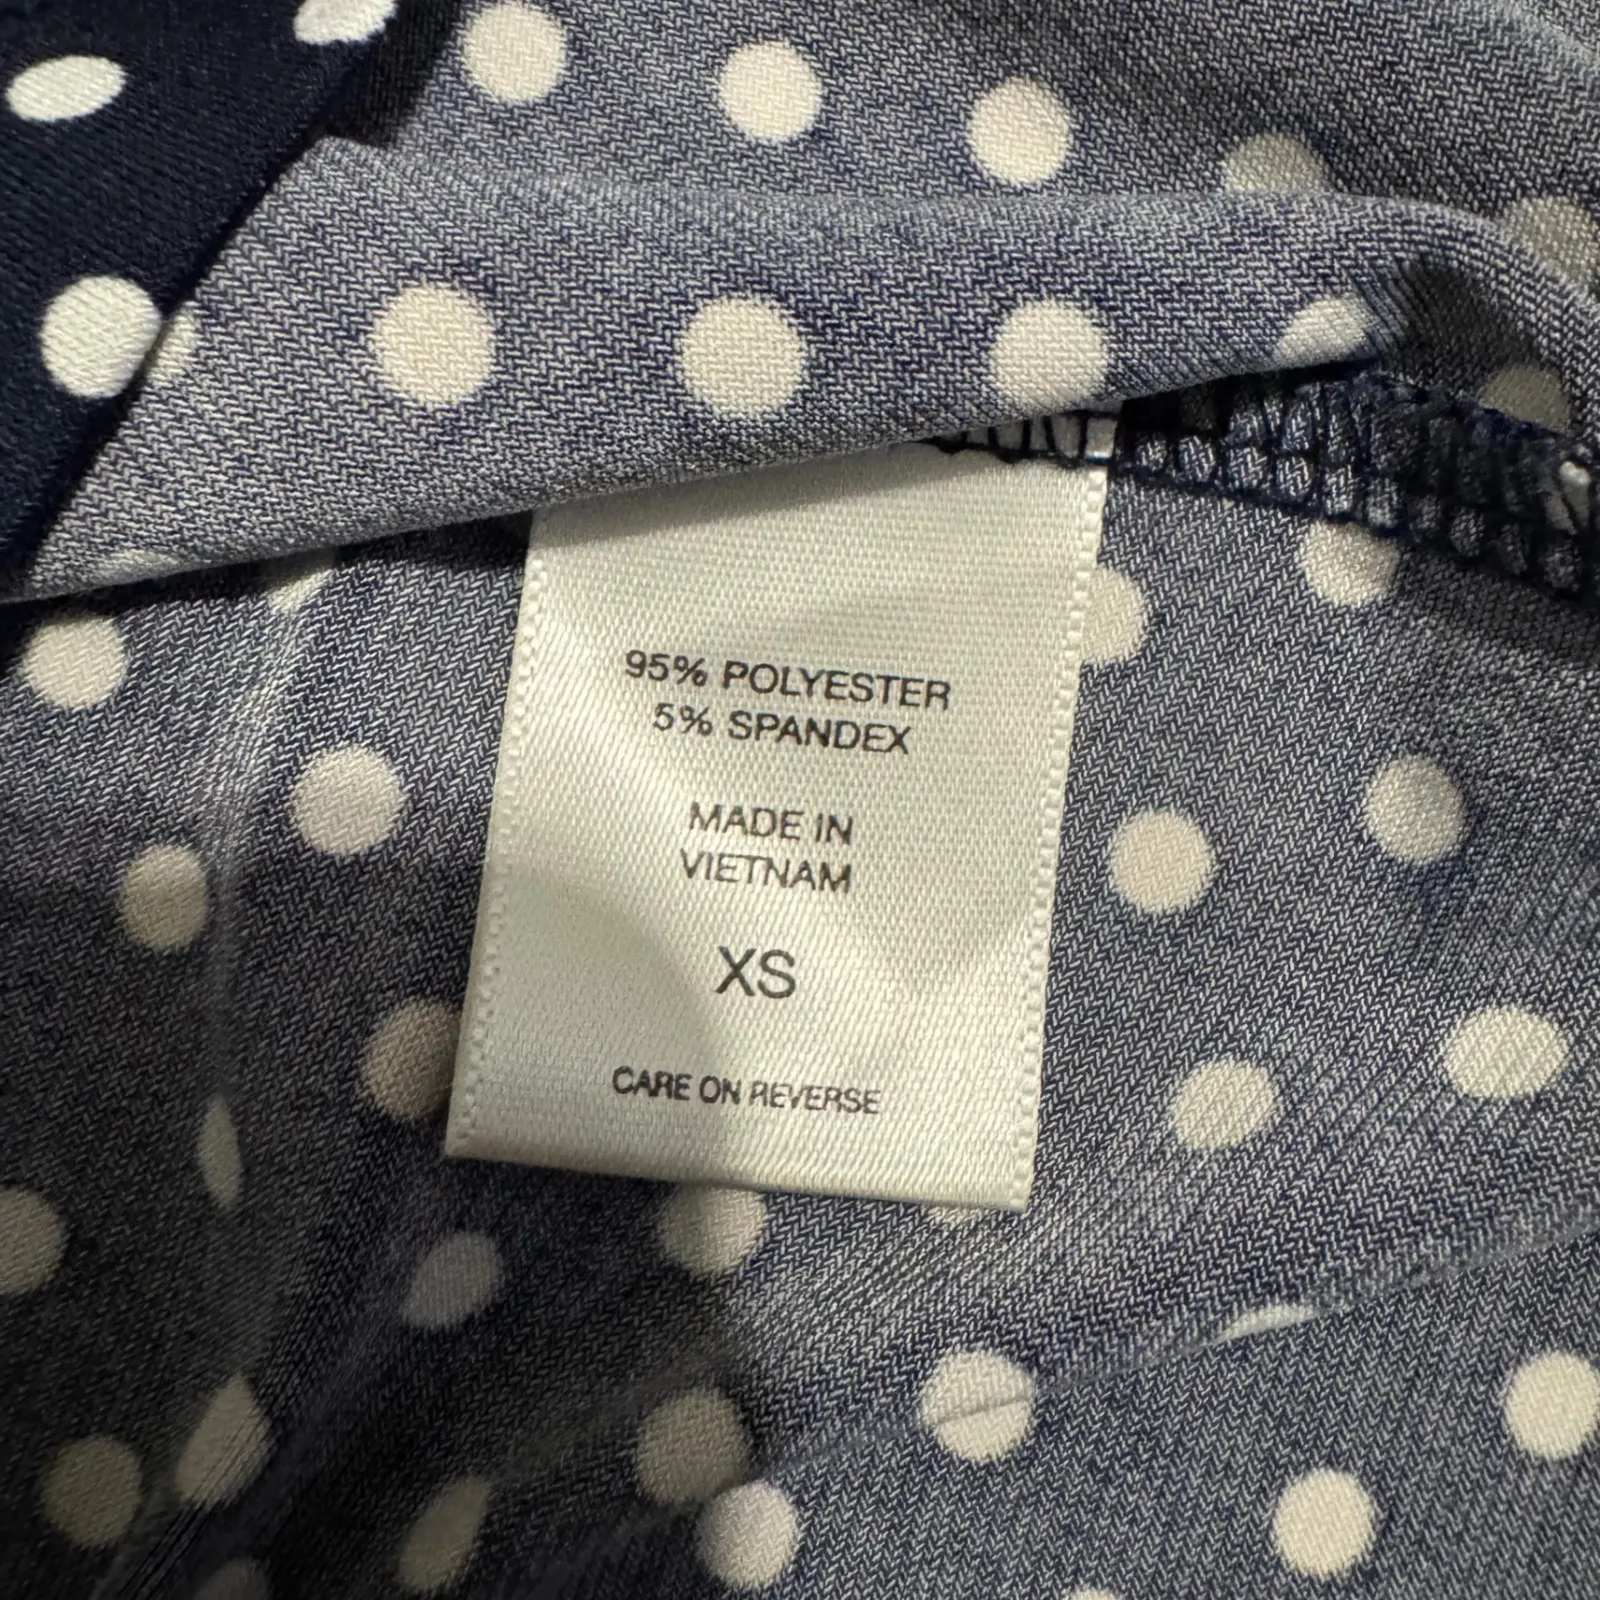 95% POLYESTER
5% SPANDEX
MADE IN
VIETNAM
XS
CARE ON REVERSE